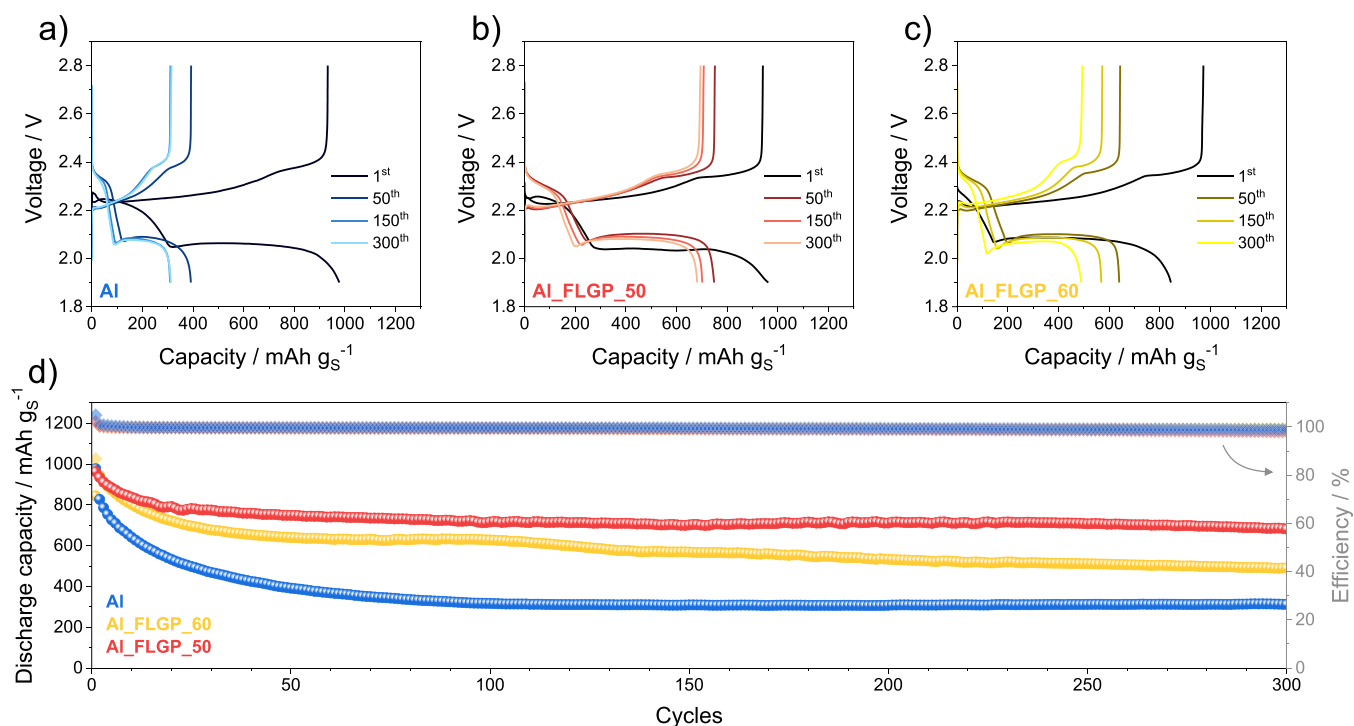 a)
2.8
2.6
2.4
2.2
2.0
1.8
Voltage / V
1st
50th
150th
300th
Al
0 200 400 600 800 1000 1200
Capacity / mAh gS-1
b)
2.8
2.6
2.4
2.2
2.0
1.8
Voltage / V
1st
50th
150th
300th
Al_FLGP_50
0 200 400 600 800 1000 1200
Capacity / mAh gS-1
c)
2.8
2.6
2.4
2.2
2.0
1.8
Voltage / V
1st
50th
150th
300th
Al_FLGP_60
0 200 400 600 800 1000 1200
Capacity / mAh gS-1
d)
Discharge capacity / mAh gS-1
1200
1000
800
600
400
200
0
Al
Al_FLGP_60
Al_FLGP_50
100
80
60
40
20
0
Efficiency / %
0 50 100 150 200 250 300
Cycles